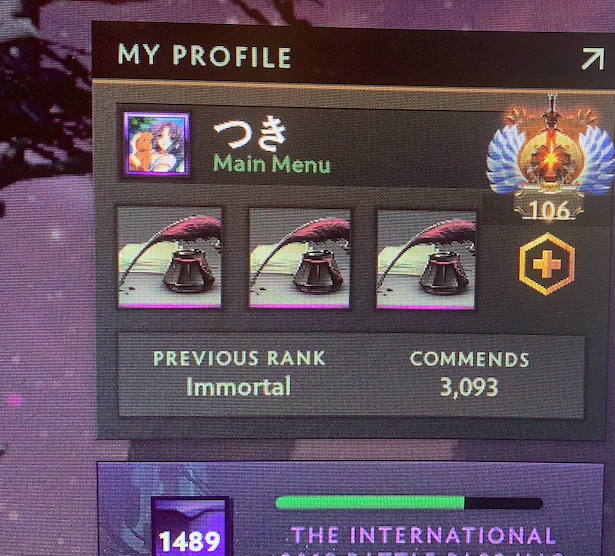 MY PROFILE
つき
Main Menu
106
PREVIOUS RANK
Immortal
COMMENDS
3,093
1489
THE INTERNATIONAL